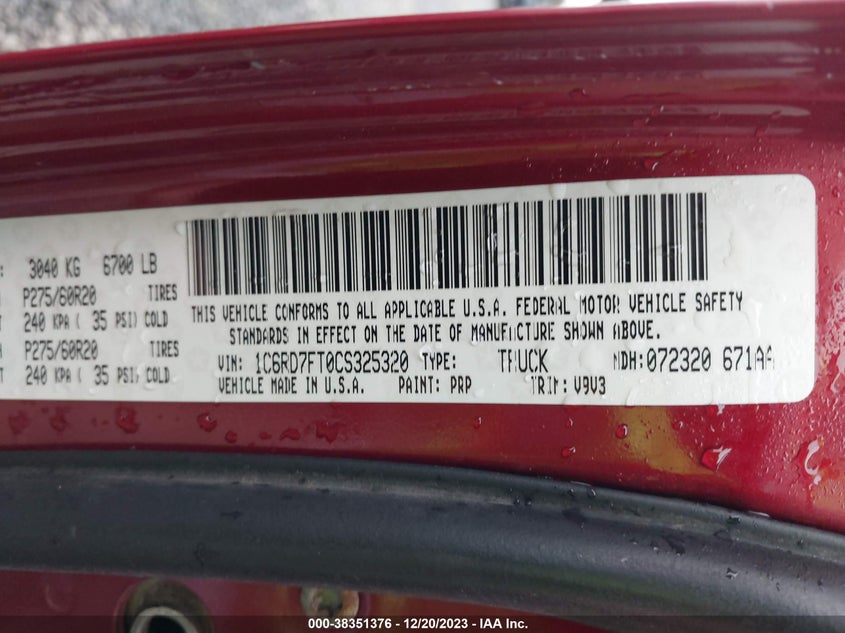 : 3040 KG 6700 LB
P275/60R20 TIRES
240 KPA ( 35 PSI) COLD
P275/60R20 TIRES
240 KPA ( 35 PSI) COLD
THIS VEHICLE CONFORMS TO ALL APPLICABLE U.S.A. FEDERAL MOTOR VEHICLE SAFETY
STANDARDS IN EFFECT ON THE DATE OF MANUFACTURE SHOWN ABOVE.
VIN: 1C6RD7FT0CS325320 TYPE: TRUCK MDH:072320 671AA
VEHICLE MADE IN U.S.A. PAINT: PRP TRIM: V9V3
000-38351376 | 12/20/2023 - IAA Inc.